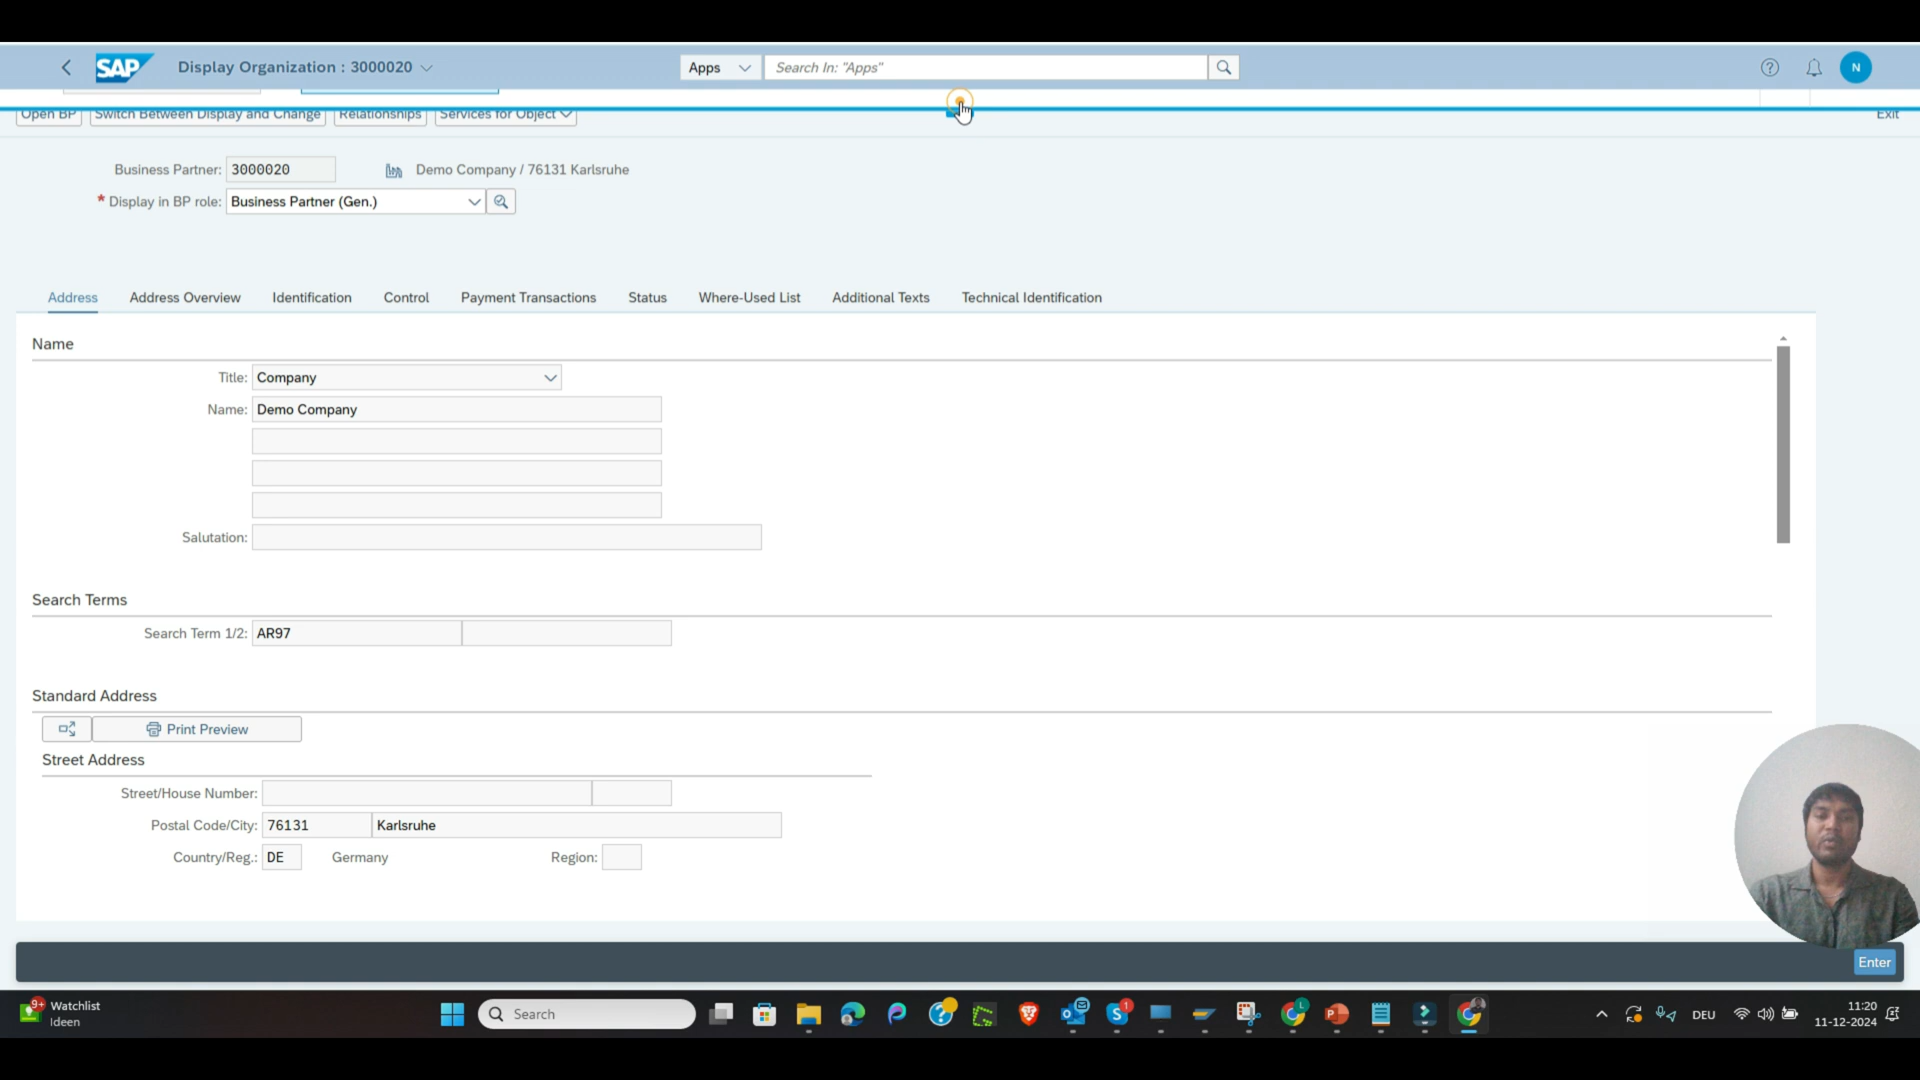 SAP Display Organization : 3000020 Apps Search In: "Apps" N
Open BP Switch Between Display and Change Relationships Services for Object Exit
Business Partner: 3000020 Demo Company / 76131 Karlsruhe
* Display in BP role: Business Partner (Gen.)
Address Address Overview Identification Control Payment Transactions Status Where-Used List Additional Texts Technical Identification
Name
Title: Company
Name: Demo Company
Salutation:
Search Terms
Search Term 1/2: AR97
Standard Address
Print Preview
Street Address
Street/House Number:
Postal Code/City: 76131 Karlsruhe
Country/Reg.: DE Germany Region:
Enter
9+ Watchlist
Ideen
Search
1
DEU
11:20
11-12-2024